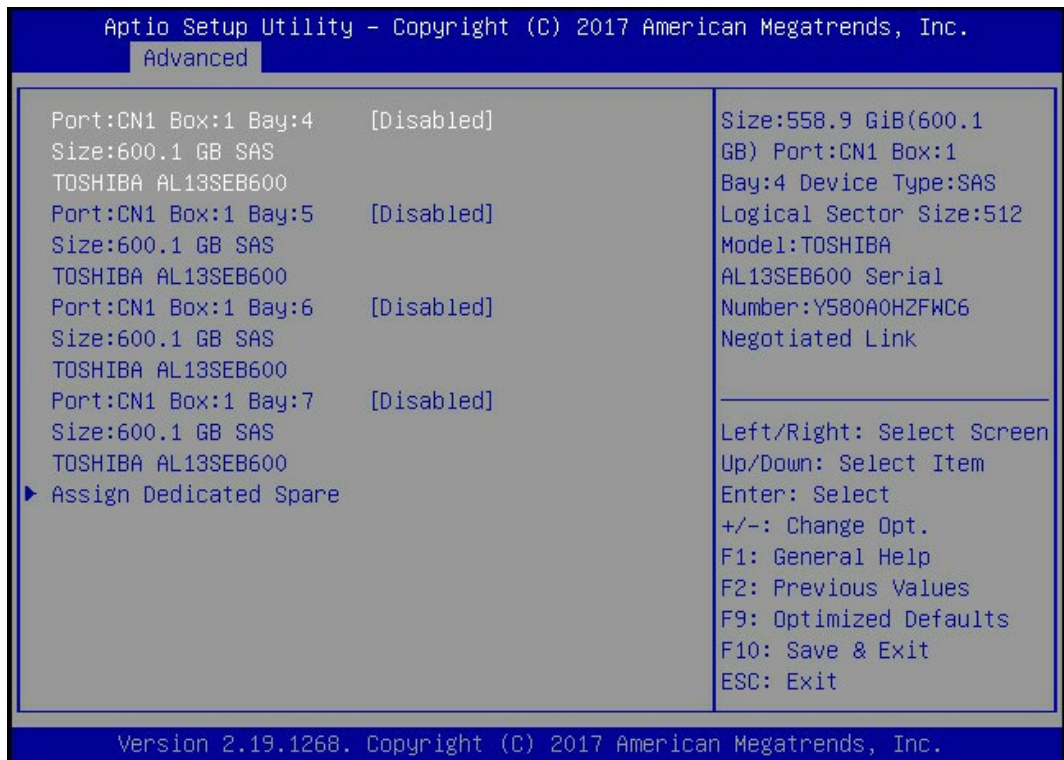 Aptio Setup Utility – Copyright (C) 2017 American Megatrends, Inc.
Advanced
Port:CN1 Box:1 Bay:4 [Disabled]
Size:600.1 GB SAS
TOSHIBA AL13SEB600
Port:CN1 Box:1 Bay:5 [Disabled]
Size:600.1 GB SAS
TOSHIBA AL13SEB600
Port:CN1 Box:1 Bay:6 [Disabled]
Size:600.1 GB SAS
TOSHIBA AL13SEB600
Port:CN1 Box:1 Bay:7 [Disabled]
Size:600.1 GB SAS
TOSHIBA AL13SEB600
Assign Dedicated Spare
Size:558.9 GiB(600.1
GB) Port:CN1 Box:1
Bay:4 Device Type:SAS
Logical Sector Size:512
Model:TOSHIBA
AL13SEB600 Serial
Number:Y580A0HZFWC6
Negotiated Link
Left/Right: Select Screen
Up/Down: Select Item
Enter: Select
+/-: Change Opt.
F1: General Help
F2: Previous Values
F9: Optimized Defaults
F10: Save & Exit
ESC: Exit
Version 2.19.1268. Copyright (C) 2017 American Megatrends, Inc.